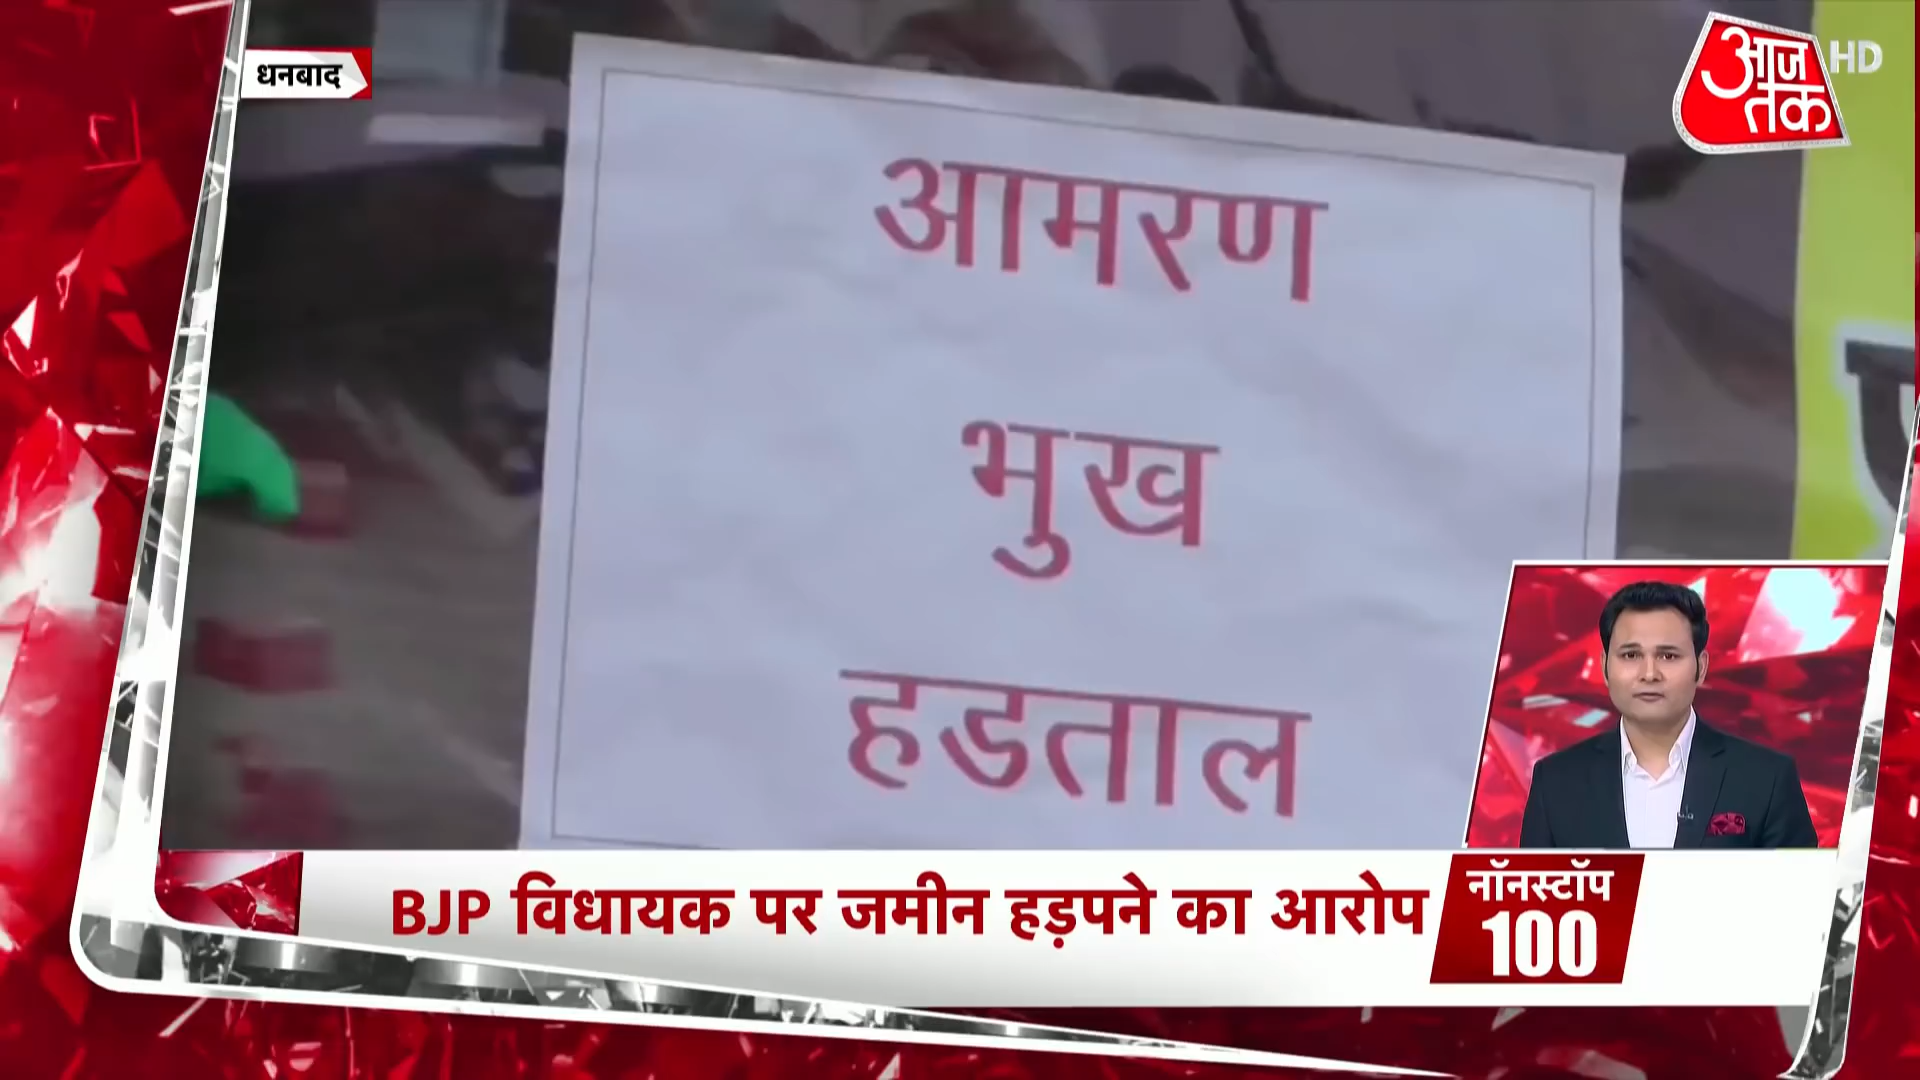 धनबाद
आज
तक
HD
आमरण
भुख
हडताल
BJP विधायक पर जमीन हड़पने का आरोप
नॉनस्टॉप
100